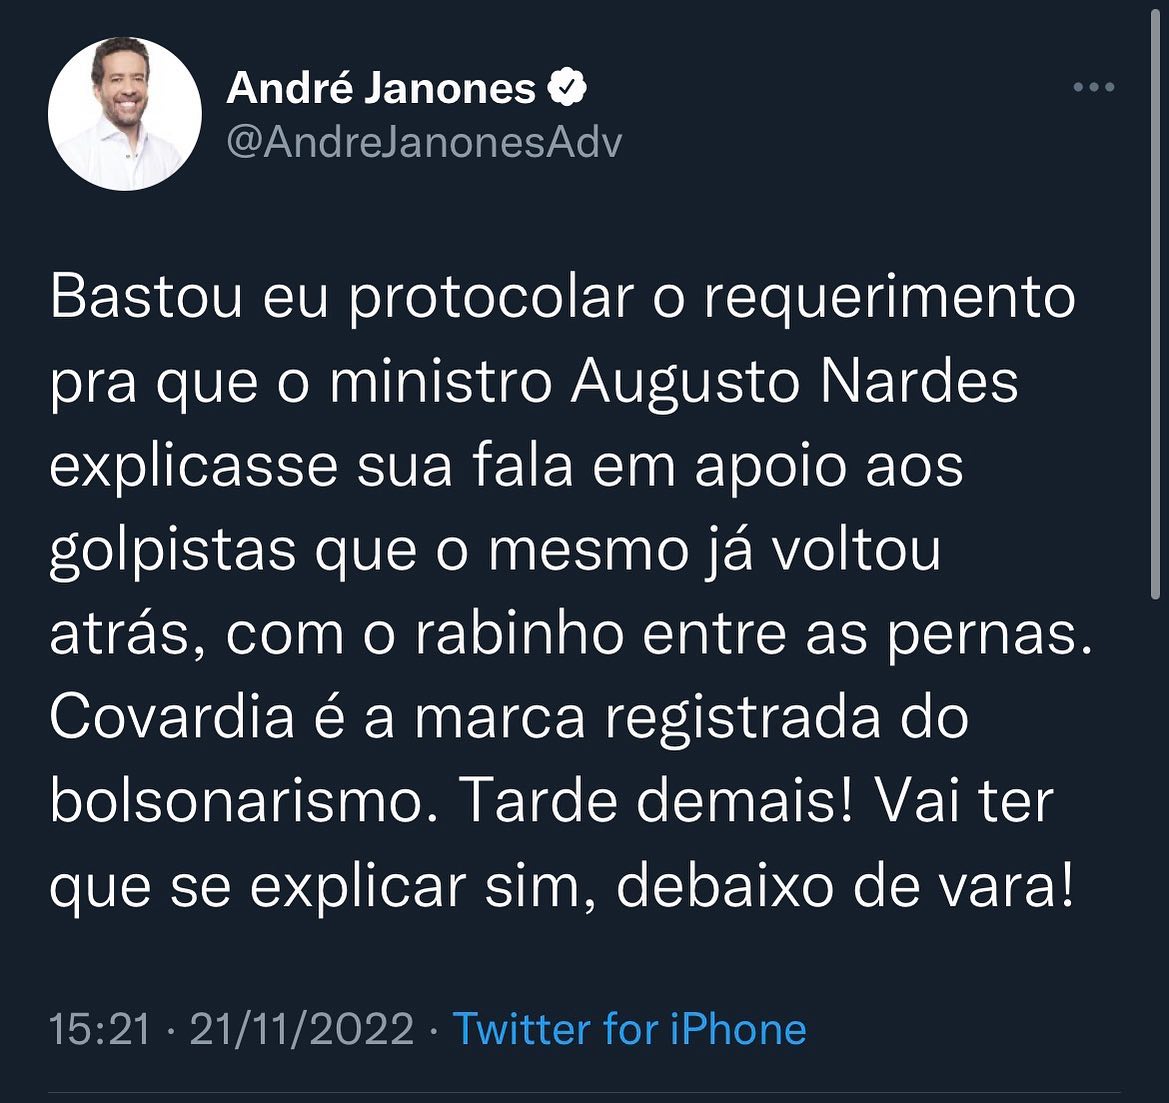 André Janones
@AndreJanonesAdv
Bastou eu protocolar o requerimento
pra que o ministro Augusto Nardes
explicasse sua fala em apoio aos
golpistas que o mesmo já voltou
atrás, com o rabinho entre as pernas.
Covardia é a marca registrada do
bolsonarismo. Tarde demais! Vai ter
que se explicar sim, debaixo de vara!
15:21 · 21/11/2022 · Twitter for iPhone